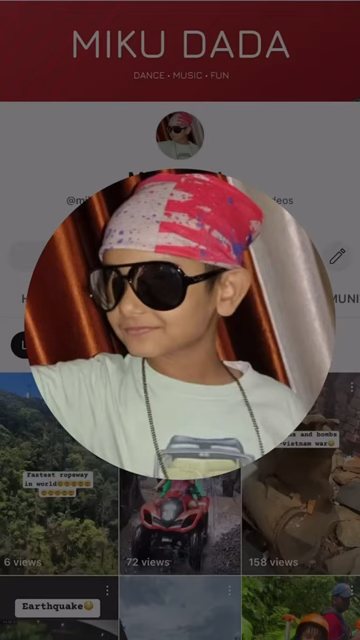 MIKU DADA
DANCE • MUSIC • FUN
Fastest ropeway
in world😄😄😄😄😄
😄😄😄😄😄😄
and bombs
vietnam war😂
6 views
72 views
158 views
Earthquake😂